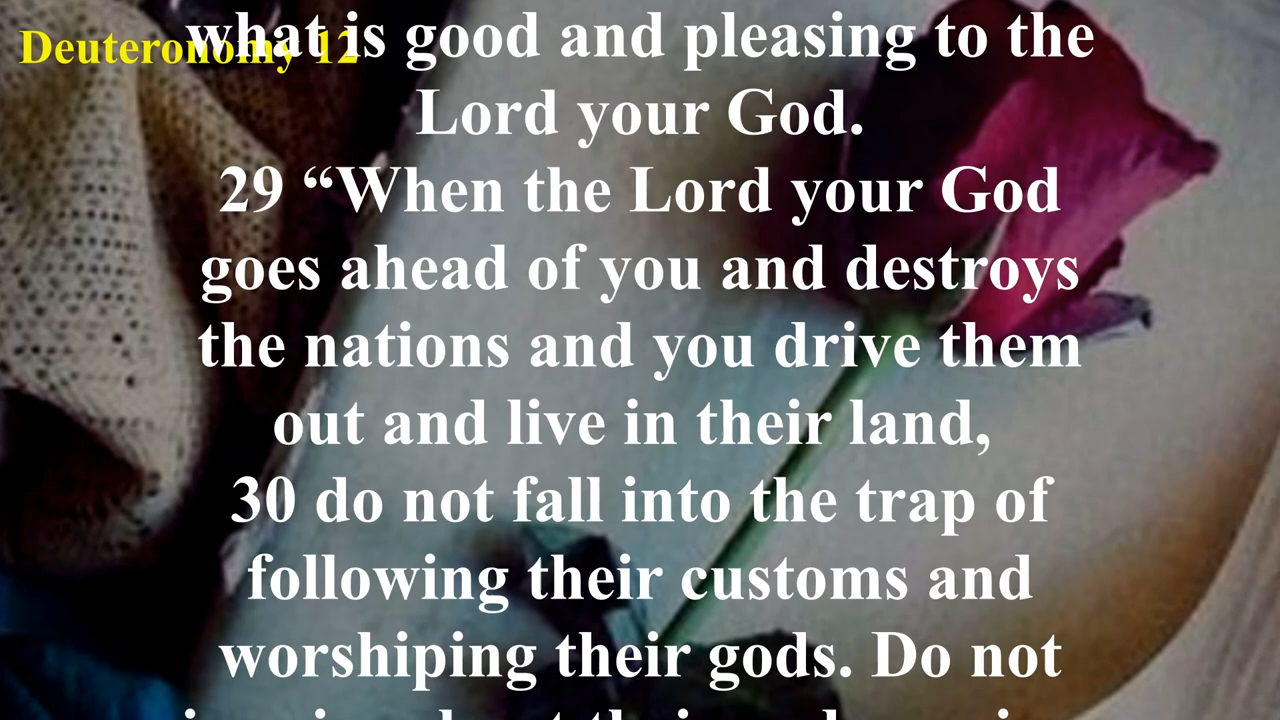 Deuteronomy 12
what is good and pleasing to the
Lord your God.
29 “When the Lord your God
goes ahead of you and destroys
the nations and you drive them
out and live in their land,
30 do not fall into the trap of
following their customs and
worshiping their gods. Do not